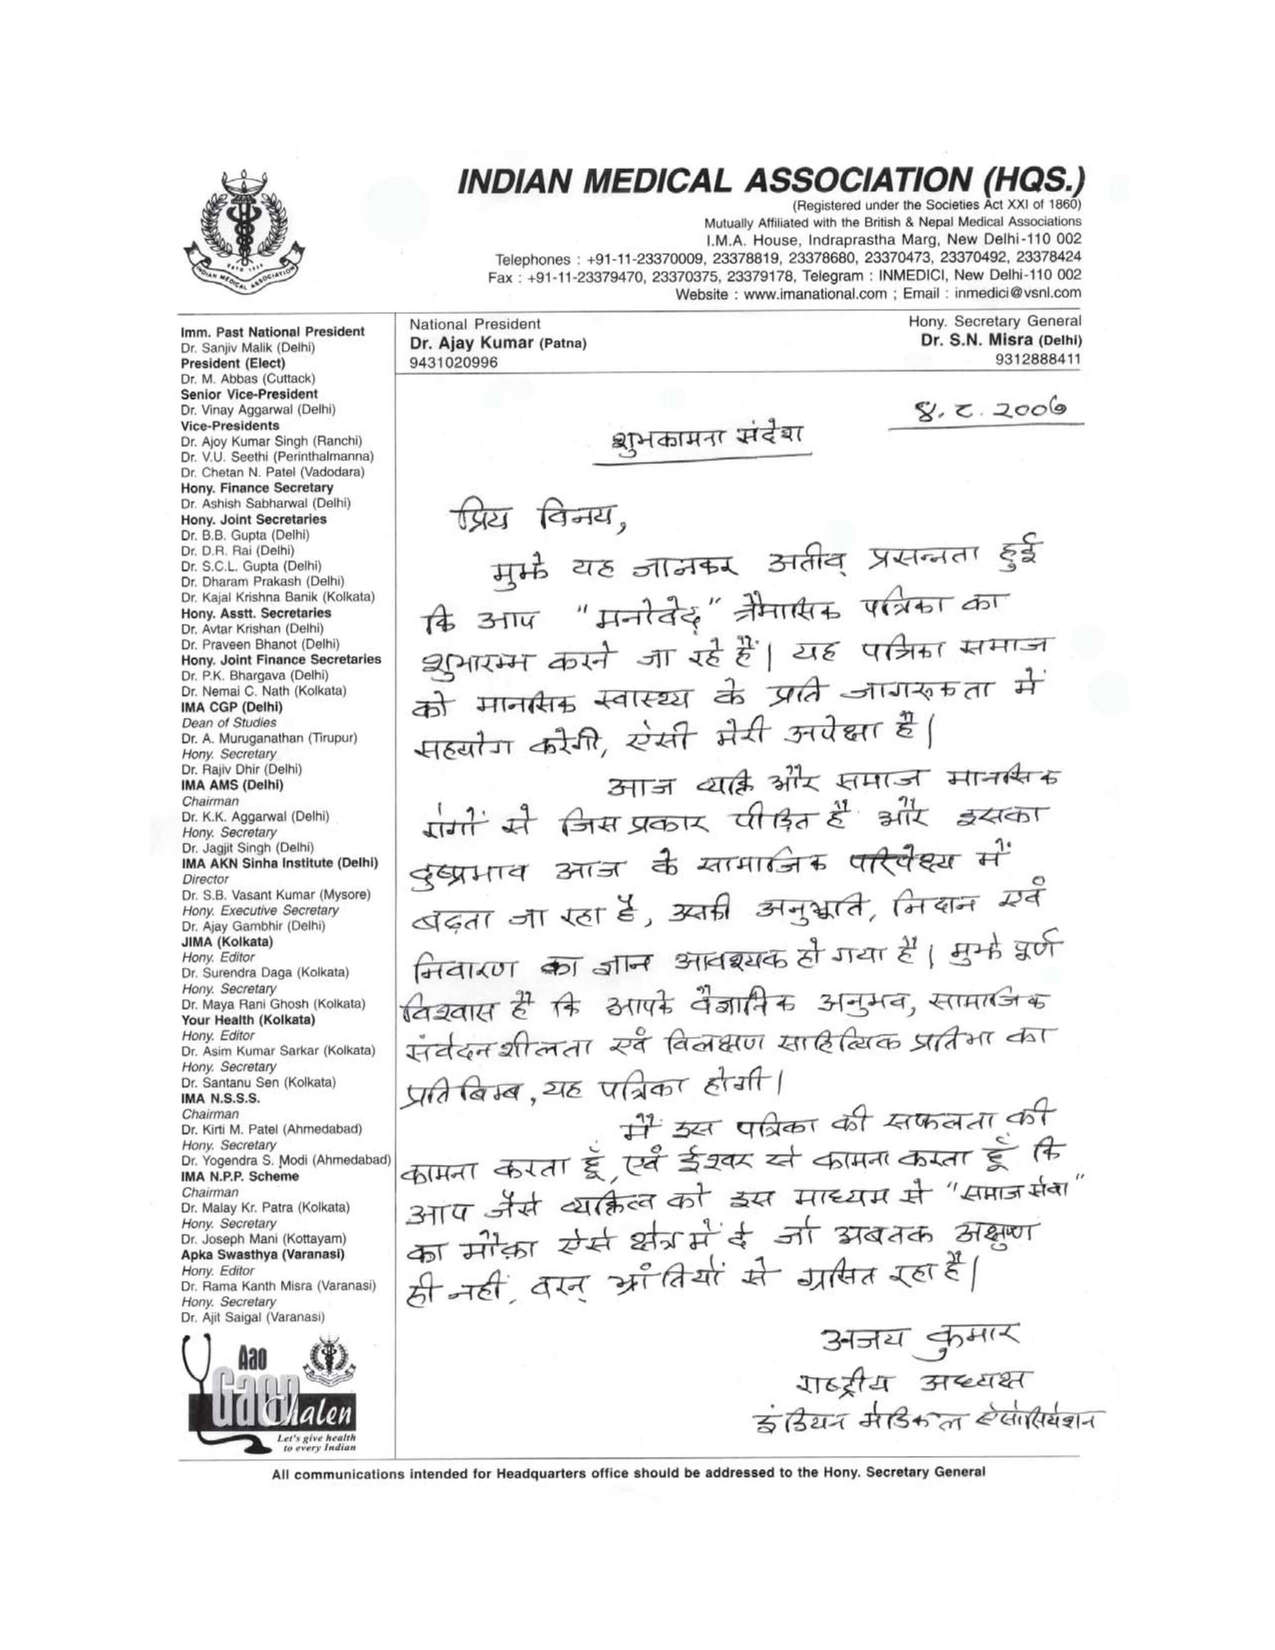 INDIAN MEDICAL ASSOCIATION (HQS.)
(Registered under the Societies Act XXI of 1860)
Mutually Affiliated with the British & Nepal Medical Associations
I.M.A. House, Indraprastha Marg, New Delhi-110 002
Telephones : +91-11-23370009, 23378819, 23378680, 23370473, 23370492, 23378424
Fax : +91-11-23379470, 23370375, 23379178, Telegram : INMEDICI, New Delhi-110 002
Website : www.imanational.com ; Email : inmedici@vsnl.com
INDIAN MEDICAL ASSOCIATION
National President
Dr. Ajay Kumar (Patna)
9431020996
Hony. Secretary General
Dr. S.N. Misra (Delhi)
9312888411
Imm. Past National President
Dr. Sanjiv Malik (Delhi)
President (Elect)
Dr. M. Abbas (Cuttack)
Senior Vice-President
Dr. Vinay Aggarwal (Delhi)
Vice-Presidents
Dr. Ajoy Kumar Singh (Ranchi)
Dr. V.U. Seethi (Perinthalmanna)
Dr. Chetan N. Patel (Vadodara)
Hony. Finance Secretary
Dr. Ashish Sabharwal (Delhi)
Hony. Joint Secretaries
Dr. B.B. Gupta (Delhi)
Dr. D.R. Rai (Delhi)
Dr. S.C.L. Gupta (Delhi)
Dr. Dharam Prakash (Delhi)
Dr. Kajal Krishna Banik (Kolkata)
Hony. Asstt. Secretaries
Dr. Avtar Krishan (Delhi)
Dr. Praveen Bhanot (Delhi)
Hony. Joint Finance Secretaries
Dr. P.K. Bhargava (Delhi)
Dr. Nemai C. Nath (Kolkata)
IMA CGP (Delhi)
Dean of Studies
Dr. A. Muruganathan (Tirupur)
Hony. Secretary
Dr. Rajiv Dhir (Delhi)
IMA AMS (Delhi)
Chairman
Dr. K.K. Aggarwal (Delhi)
Hony. Secretary
Dr. Jagjit Singh (Delhi)
IMA AKN Sinha Institute (Delhi)
Director
Dr. S.B. Vasant Kumar (Mysore)
Hony. Executive Secretary
Dr. Ajay Gambhir (Delhi)
JIMA (Kolkata)
Hony. Editor
Dr. Surendra Daga (Kolkata)
Hony. Secretary
Dr. Maya Rani Ghosh (Kolkata)
Your Health (Kolkata)
Hony. Editor
Dr. Asim Kumar Sarkar (Kolkata)
Hony. Secretary
Dr. Santanu Sen (Kolkata)
IMA N.S.S.S.
Chairman
Dr. Kirti M. Patel (Ahmedabad)
Hony. Secretary
Dr. Yogendra S. Modi (Ahmedabad)
IMA N.P.P. Scheme
Chairman
Dr. Malay Kr. Patra (Kolkata)
Hony. Secretary
Dr. Joseph Mani (Kottayam)
Apka Swasthya (Varanasi)
Hony. Editor
Dr. Rama Kanth Misra (Varanasi)
Hony. Secretary
Dr. Ajit Saigal (Varanasi)
Aao
Gaon
Chalen
Let's give health
to every Indian
४.८.2006
शुभकामना संदेश
प्रिय विनय,
मुझे यह जानकर अतीव् प्रसन्नता हुई
कि आप "मनोवेद्" त्रैमासिक पत्रिका का
शुभारम्भ करने जा रहे हैं। यह पत्रिका समाज
को मानसिक स्वास्थ्य के प्रति जागरुकता में
सहयोग करेगी, ऐसी मेरी अपेक्षा है।
आज व्यक्ति और समाज मानसिक
रोगों से जिस प्रकार पीड़ित है और इसका
दुष्प्रभाव आज के सामाजिक परिपेक्ष्य में
बढ़ता जा रहा है, उसकी अनुभूति, निदान एवं
निवारण का ज्ञान आवश्यक हो गया है। मुझे पूर्ण
विश्वास है कि आपके वैज्ञानिक अनुभव, सामाजिक
संवेदनशीलता एवं विलक्षण साहित्यिक प्रतिभा का
प्रतिबिम्ब, यह पत्रिका होगी।
मैं इस पत्रिका की सफलता की
कामना करता हूँ, एवं ईश्वर से कामना करता हूँ कि
आप जैसे व्यक्तित्व को इस माध्यम से "समाज सेवा"
का मौक़ा ऐसे क्षेत्र में दे जो अबतक अक्षुण्ण
ही नहीं, वरन् भ्रांतियों से ग्रसित रहा है।
अजय कुमार
राष्ट्रीय अध्यक्ष
इंडियन मेडिकल ऐसोसियेशन
All communications intended for Headquarters office should be addressed to the Hony. Secretary General